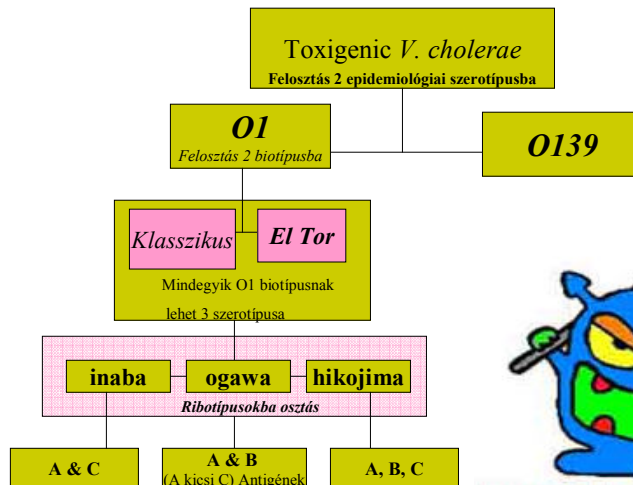 Toxigenic V. cholerae
Felosztás 2 epidemiológiai szerotípusba
O1
Felosztás 2 biotípusba
O139
Klasszikus
El Tor
Mindegyik O1 biotípusnak
lehet 3 szerotípusa
inaba
ogawa
hikojima
Ribotípusokba osztás
A & C
A & B
(A kicsi C) Antigének
A, B, C